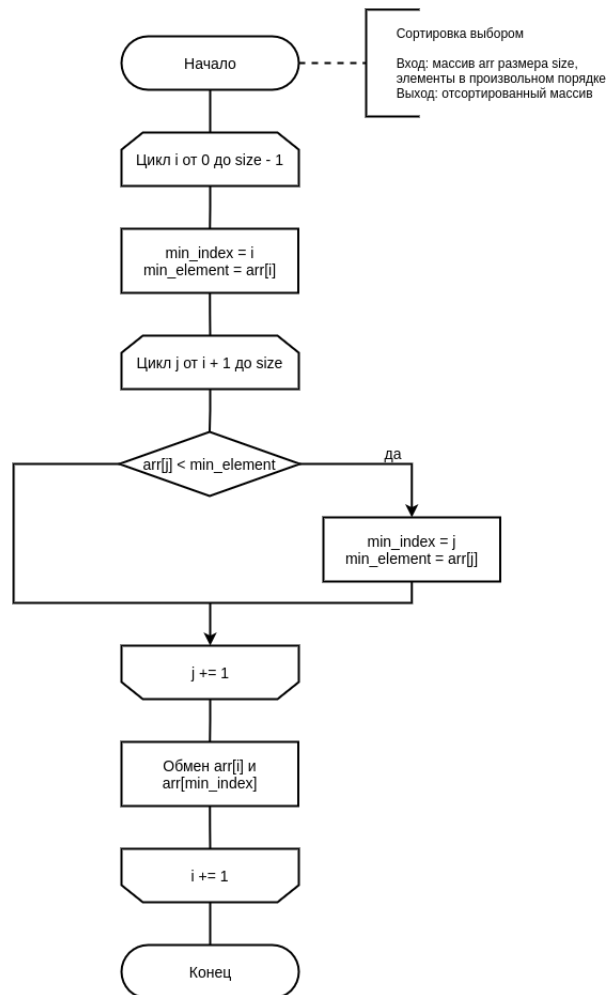 Начало
Сортировка выбором
Вход: массив arr размера size,
элементы в произвольном порядке
Выход: отсортированный массив
Цикл i от 0 до size - 1
min_index = i
min_element = arr[i]
Цикл j от i + 1 до size
arr[j] < min_element
да
min_index = j
min_element = arr[j]
j += 1
Обмен arr[i] и
arr[min_index]
i += 1
Конец